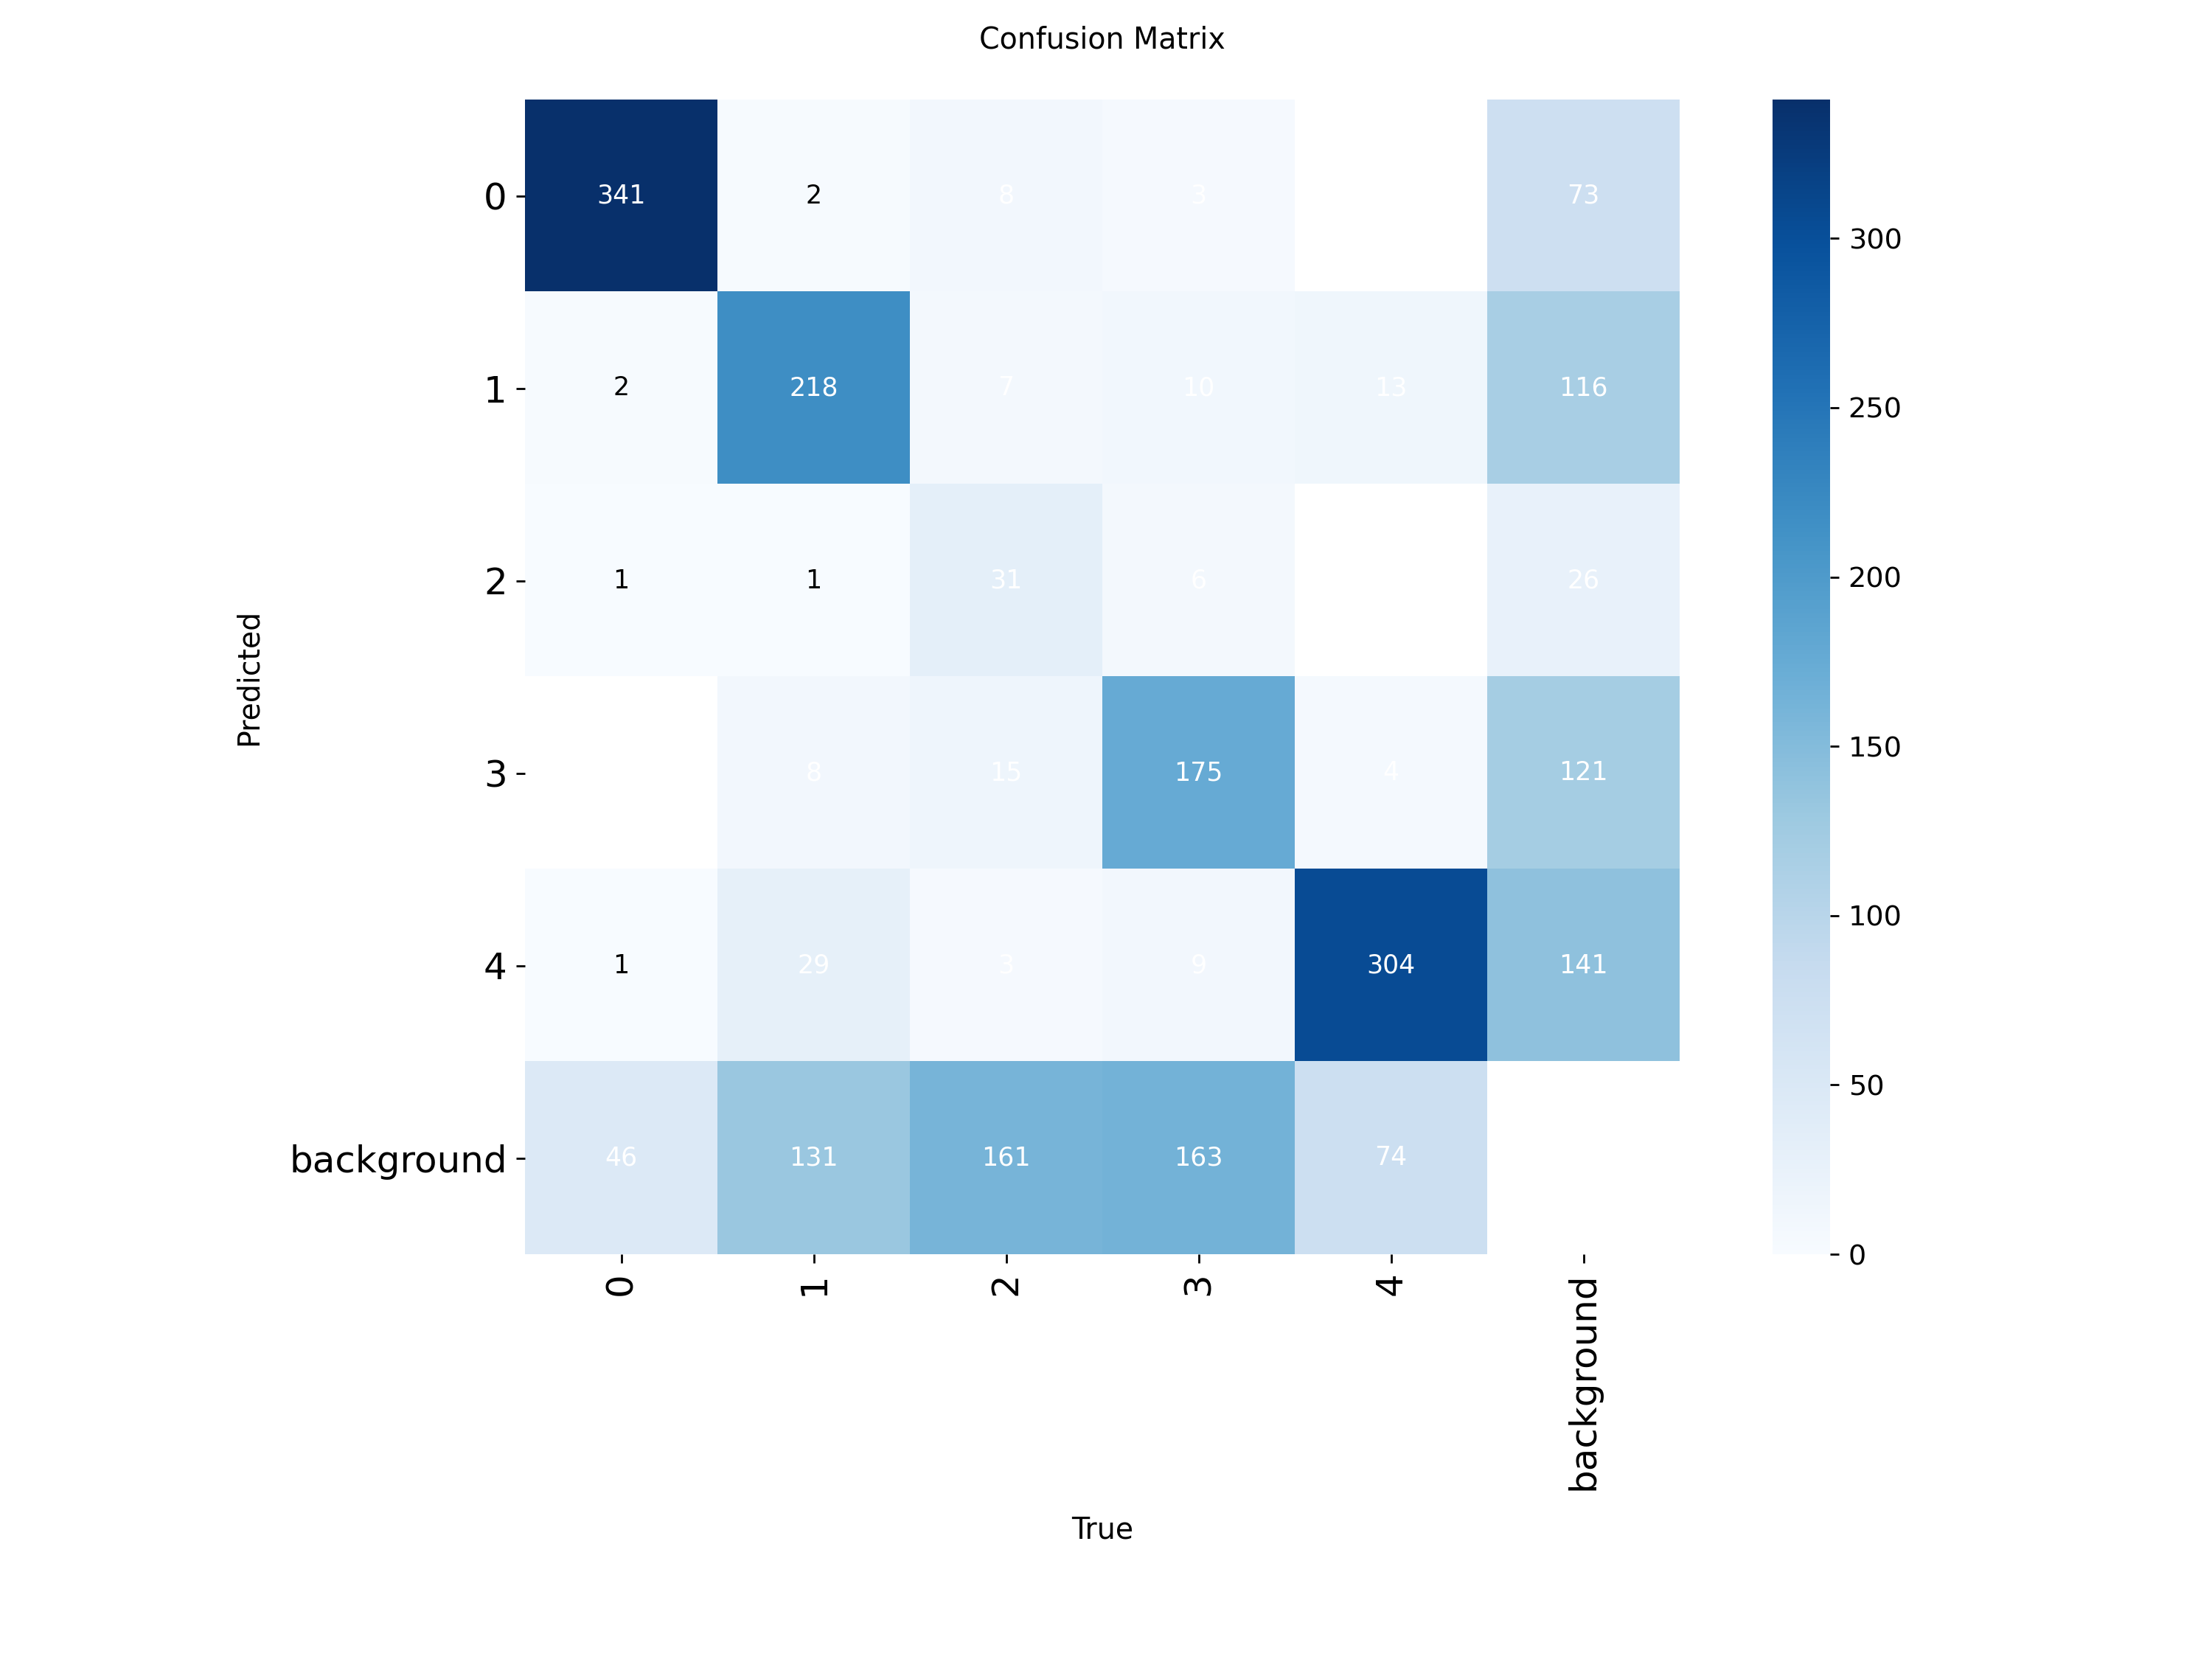 Confusion Matrix
0 341 2 8 3 73
1 2 218 7 10 13 116
2 1 1 31 6 26
3 8 15 175 4 121
4 1 29 3 9 304 141
background 46 131 161 163 74
0 1 2 3 4 background
Predicted
True
300
250
200
150
100
50
0